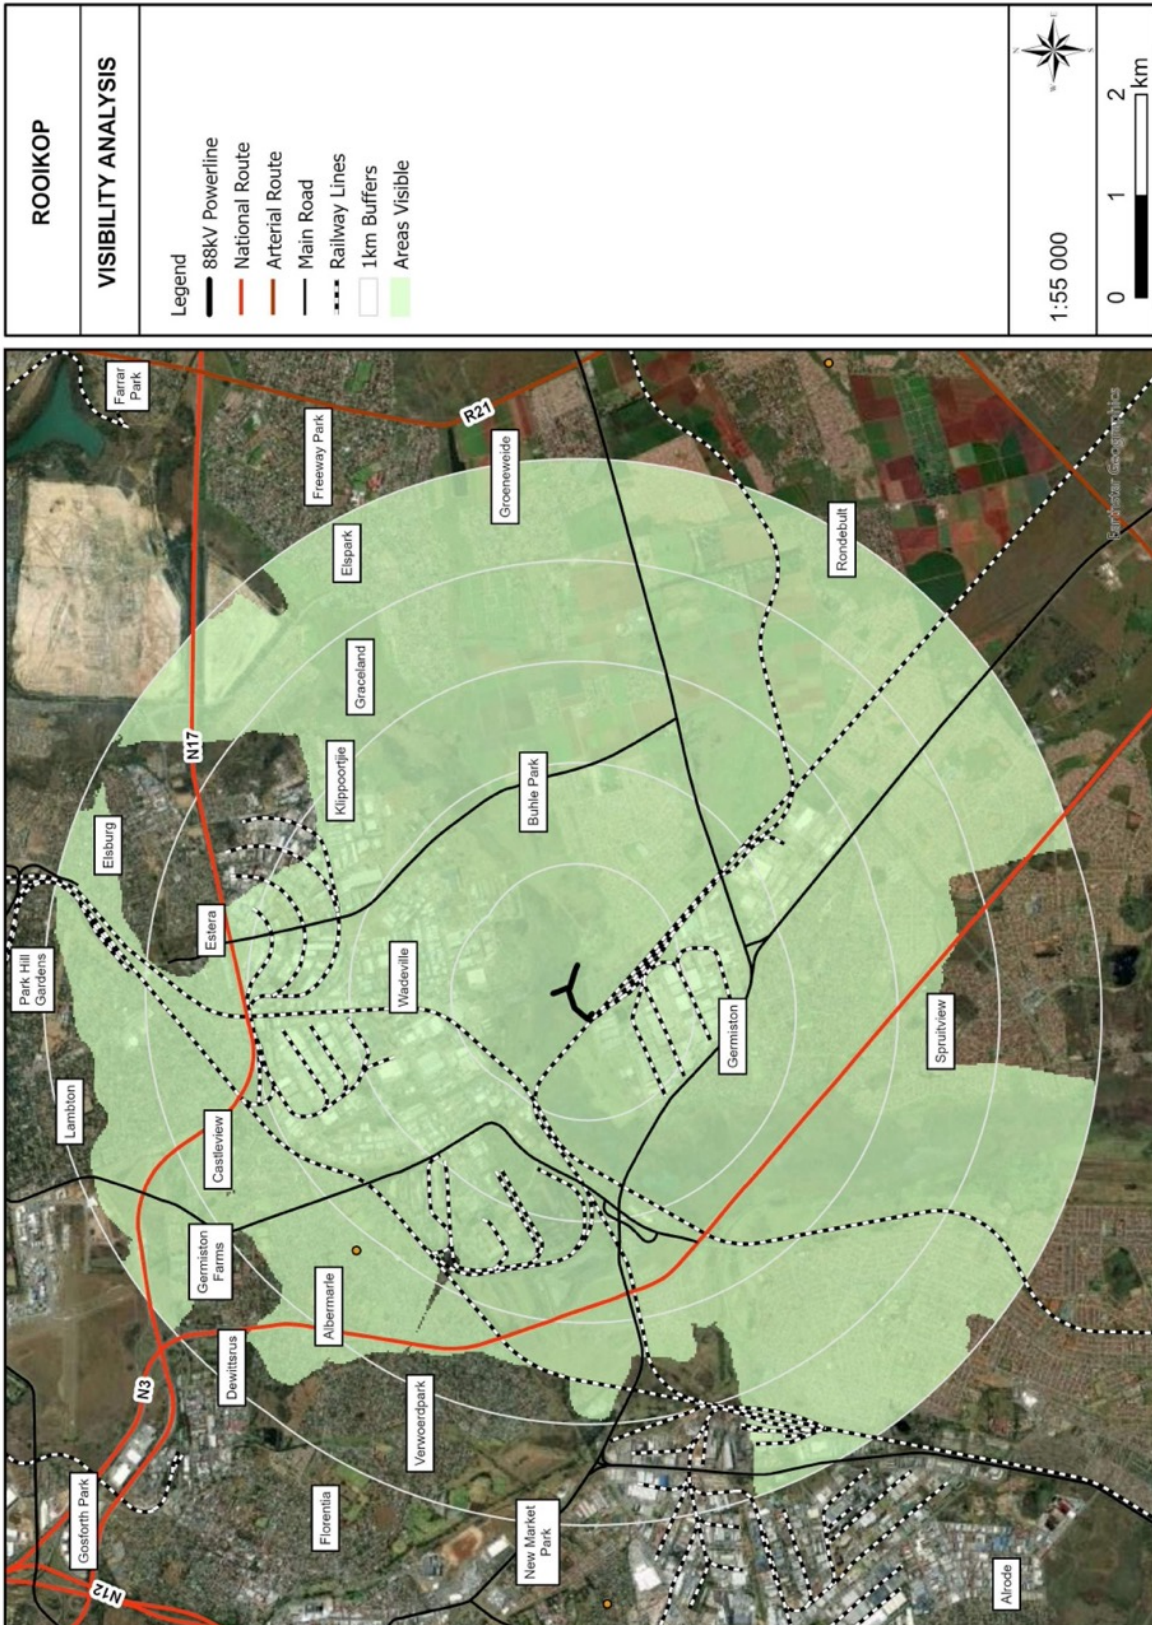 ROOIKOP
VISIBILITY ANALYSIS
Legend
88kV Powerline
National Route
Arterial Route
Main Road
Railway Lines
1km Buffers
Areas Visible
1:55 000
N
E
S
W
0 1 2
km
Gosforth Park
N12
N3
Dewittsrus
Germiston
Farms
Castleview
Lambton
Park Hill
Gardens
Estera
Elsburg
N17
Farrar
Park
Florentia
Verwoerdpark
Albermarle
Wadeville
Klippoortjie
Graceland
Elspark
Freeway Park
R21
New Market
Park
Buhle Park
Groeneweide
Germiston
Rondebult
Spruitview
Alrode
Earthstar Geographics